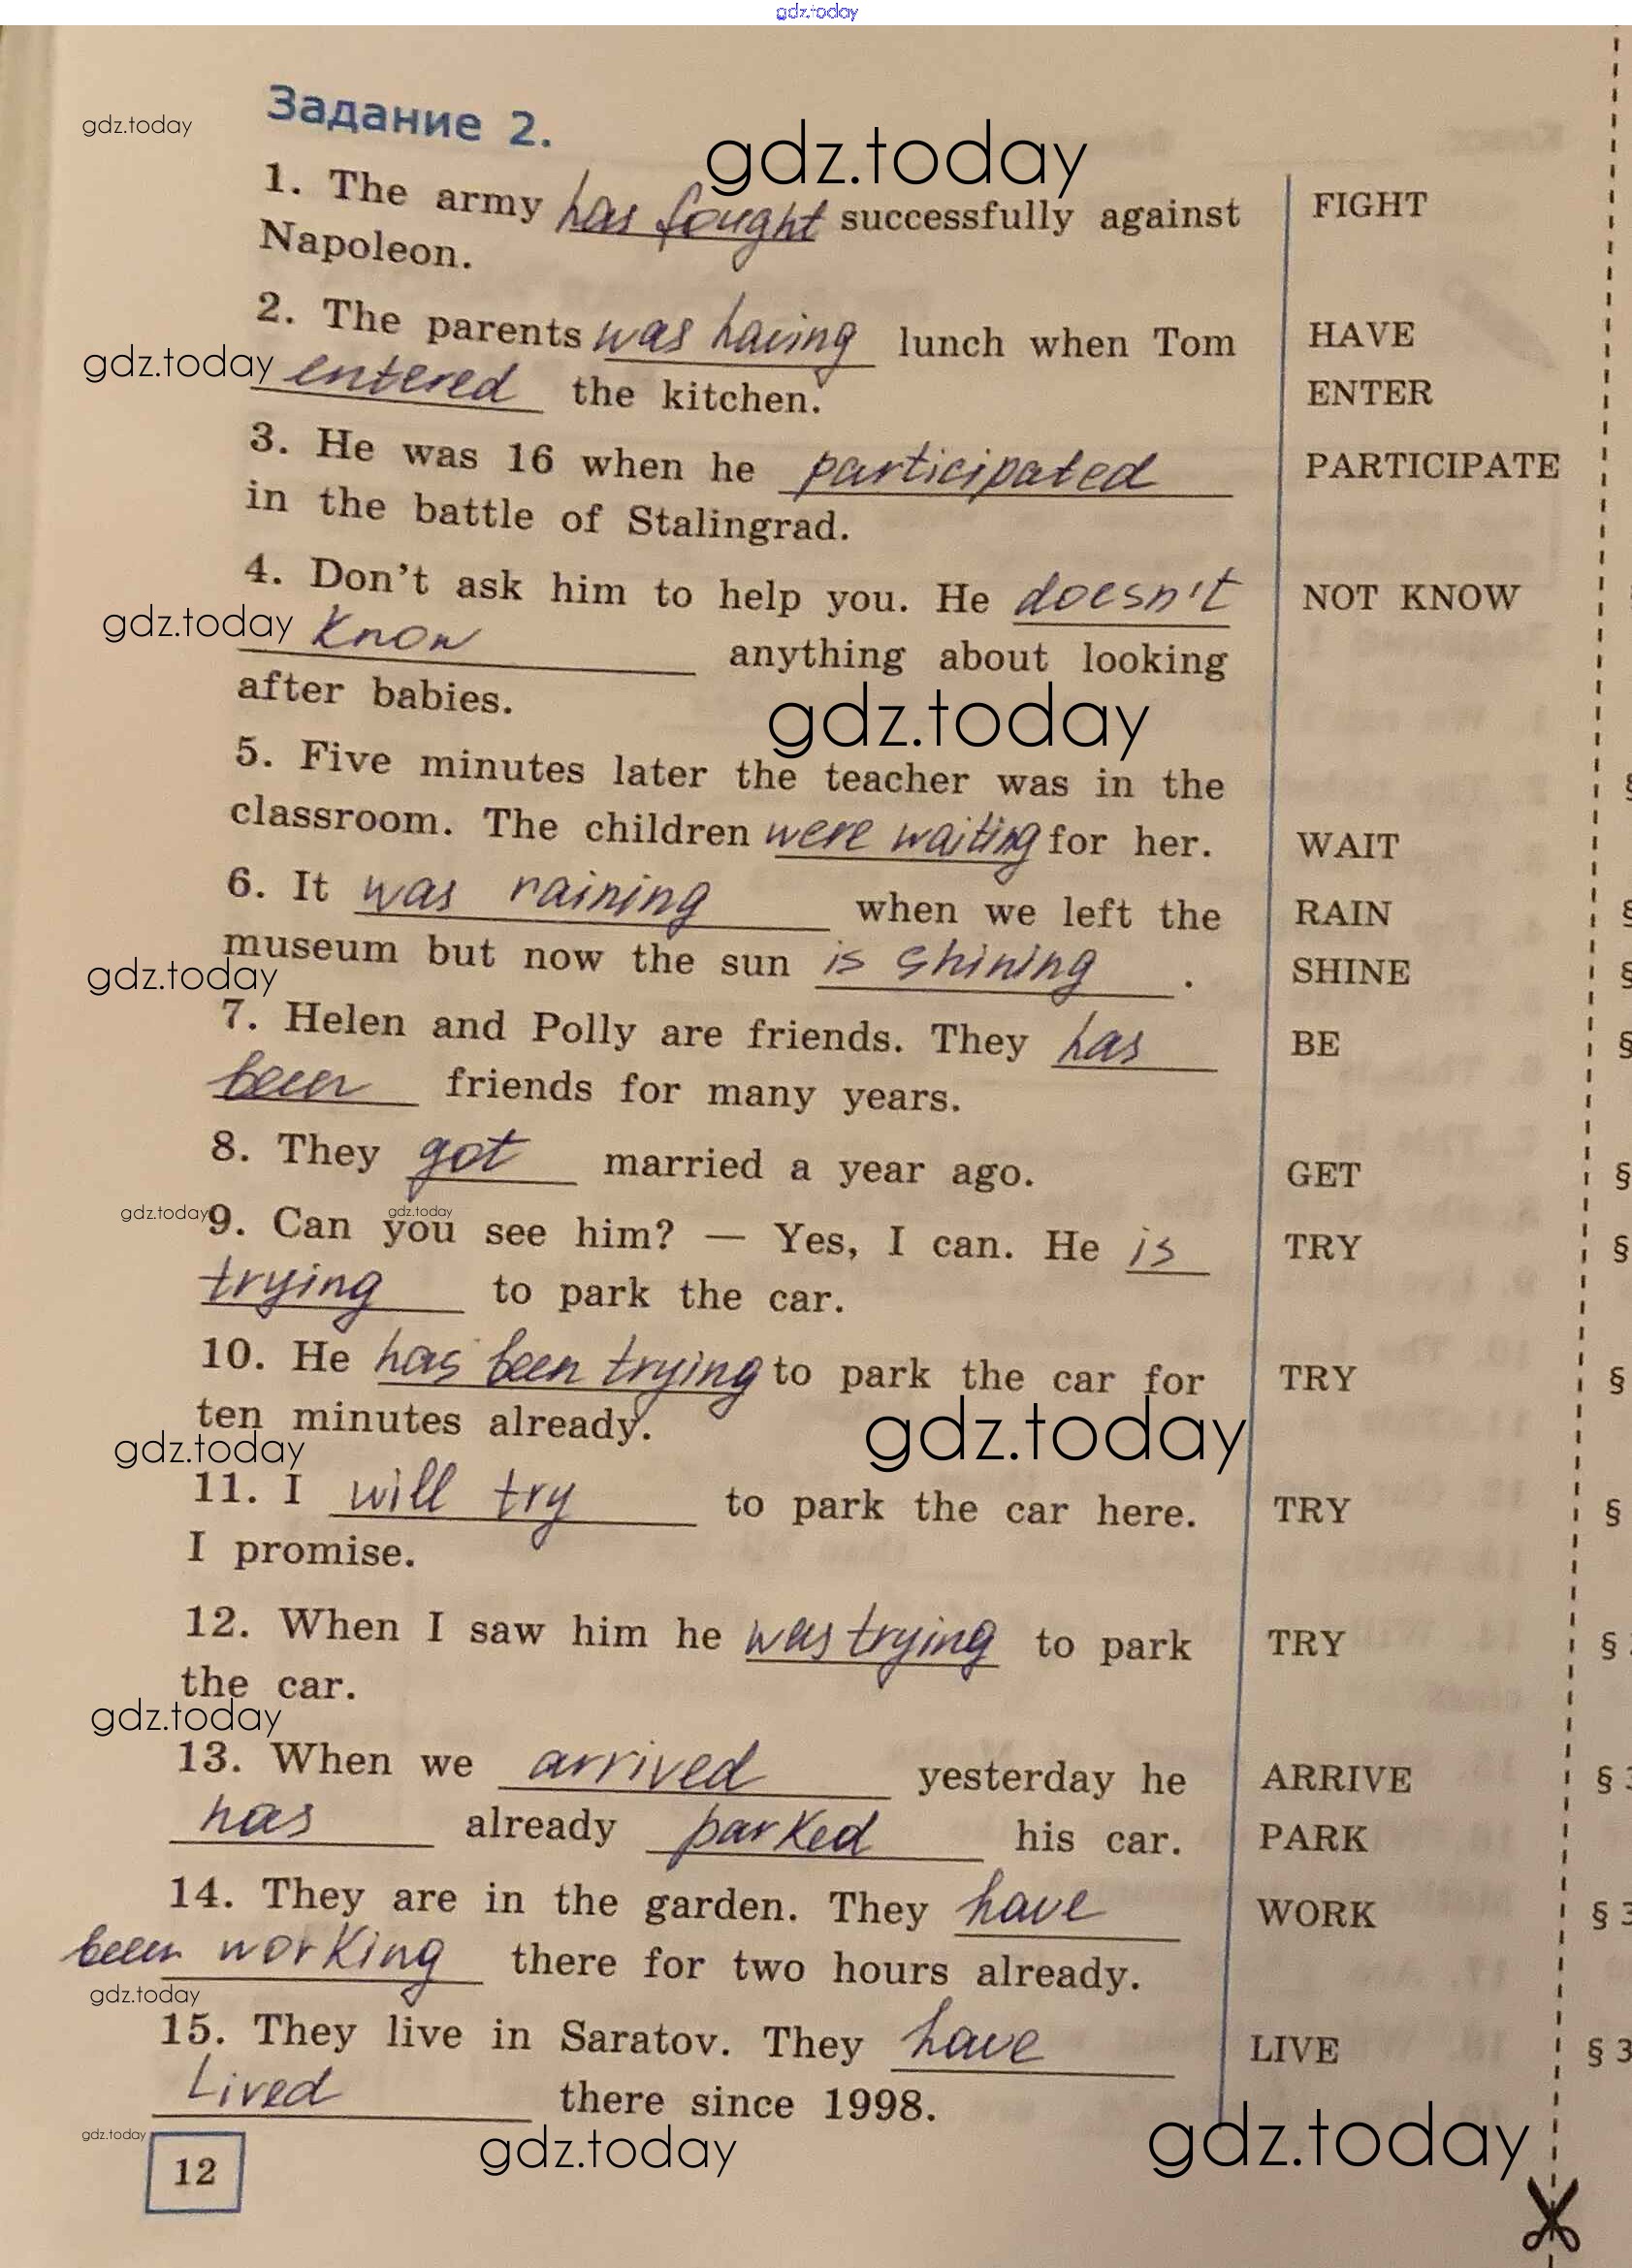 gdz.today
Задание 2.
gdz.today
gdz.today
1. The army has fought successfully against FIGHT
Napoleon.
2. The parents was having lunch when Tom HAVE
gdz.today
entered the kitchen. ENTER
3. He was 16 when he participated PARTICIPATE
in the battle of Stalingrad.
4. Don't ask him to help you. He doesn't NOT KNOW
gdz.today
know anything about looking
after babies.
gdz.today
5. Five minutes later the teacher was in the
classroom. The children were waiting for her. WAIT
6. It was raining when we left the RAIN §
museum but now the sun is shining. SHINE §
gdz.today
7. Helen and Polly are friends. They has BE §
been friends for many years.
8. They got married a year ago. GET §
gdz.today
gdz.today
9. Can you see him? — Yes, I can. He is TRY §
trying to park the car.
10. He has been trying to park the car for TRY §
ten minutes already.
gdz.today
gdz.today
11. I will try to park the car here. TRY §
I promise.
12. When I saw him he was trying to park TRY §
the car.
gdz.today
13. When we arrived yesterday he ARRIVE § 3
has already parked his car. PARK
14. They are in the garden. They have WORK § 3
been working there for two hours already.
gdz.today
15. They live in Saratov. They have LIVE § 3
Lived there since 1998.
gdz.today
gdz.today
gdz.today
12